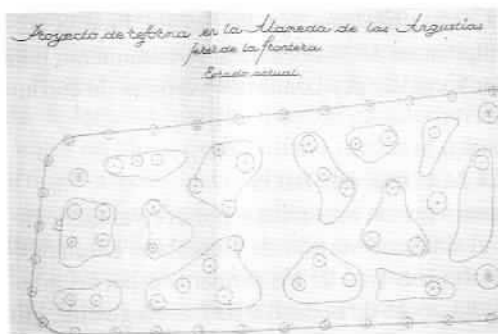 Proyecto de reforma en la Alameda de las Angustias
Jerez de la Frontera
Estado actual